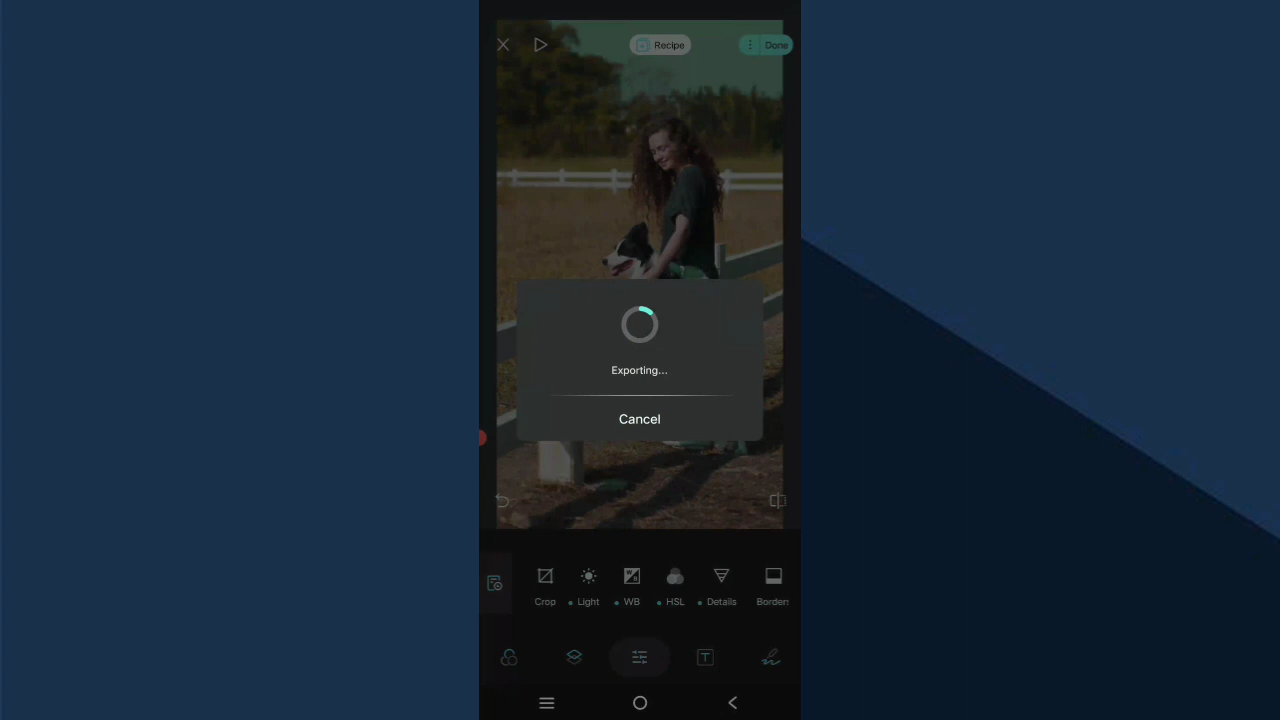 Recipe
Done
Exporting...
Cancel
Crop
Light
WB
HSL
Details
Borders